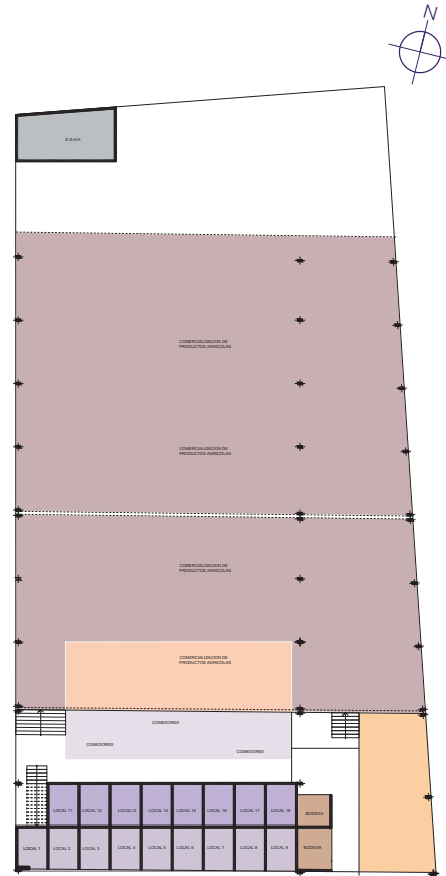 N
S.S.H.H
COMERCIALIZACION DE
PRODUCTOS AGRICOLAS
COMERCIALIZACION DE
PRODUCTOS AGRICOLAS
COMERCIALIZACION DE
PRODUCTOS AGRICOLAS
COMERCIALIZACION DE
PRODUCTOS AGRICOLAS
COMEDORES
COMEDORES
COMEDORES
LOCAL 11 LOCAL 12 LOCAL 13 LOCAL 14 LOCAL 15 LOCAL 16 LOCAL 17 LOCAL 18 BODEGA
LOCAL 1 LOCAL 2 LOCAL 3 LOCAL 4 LOCAL 5 LOCAL 6 LOCAL 7 LOCAL 8 LOCAL 9 BODEGA